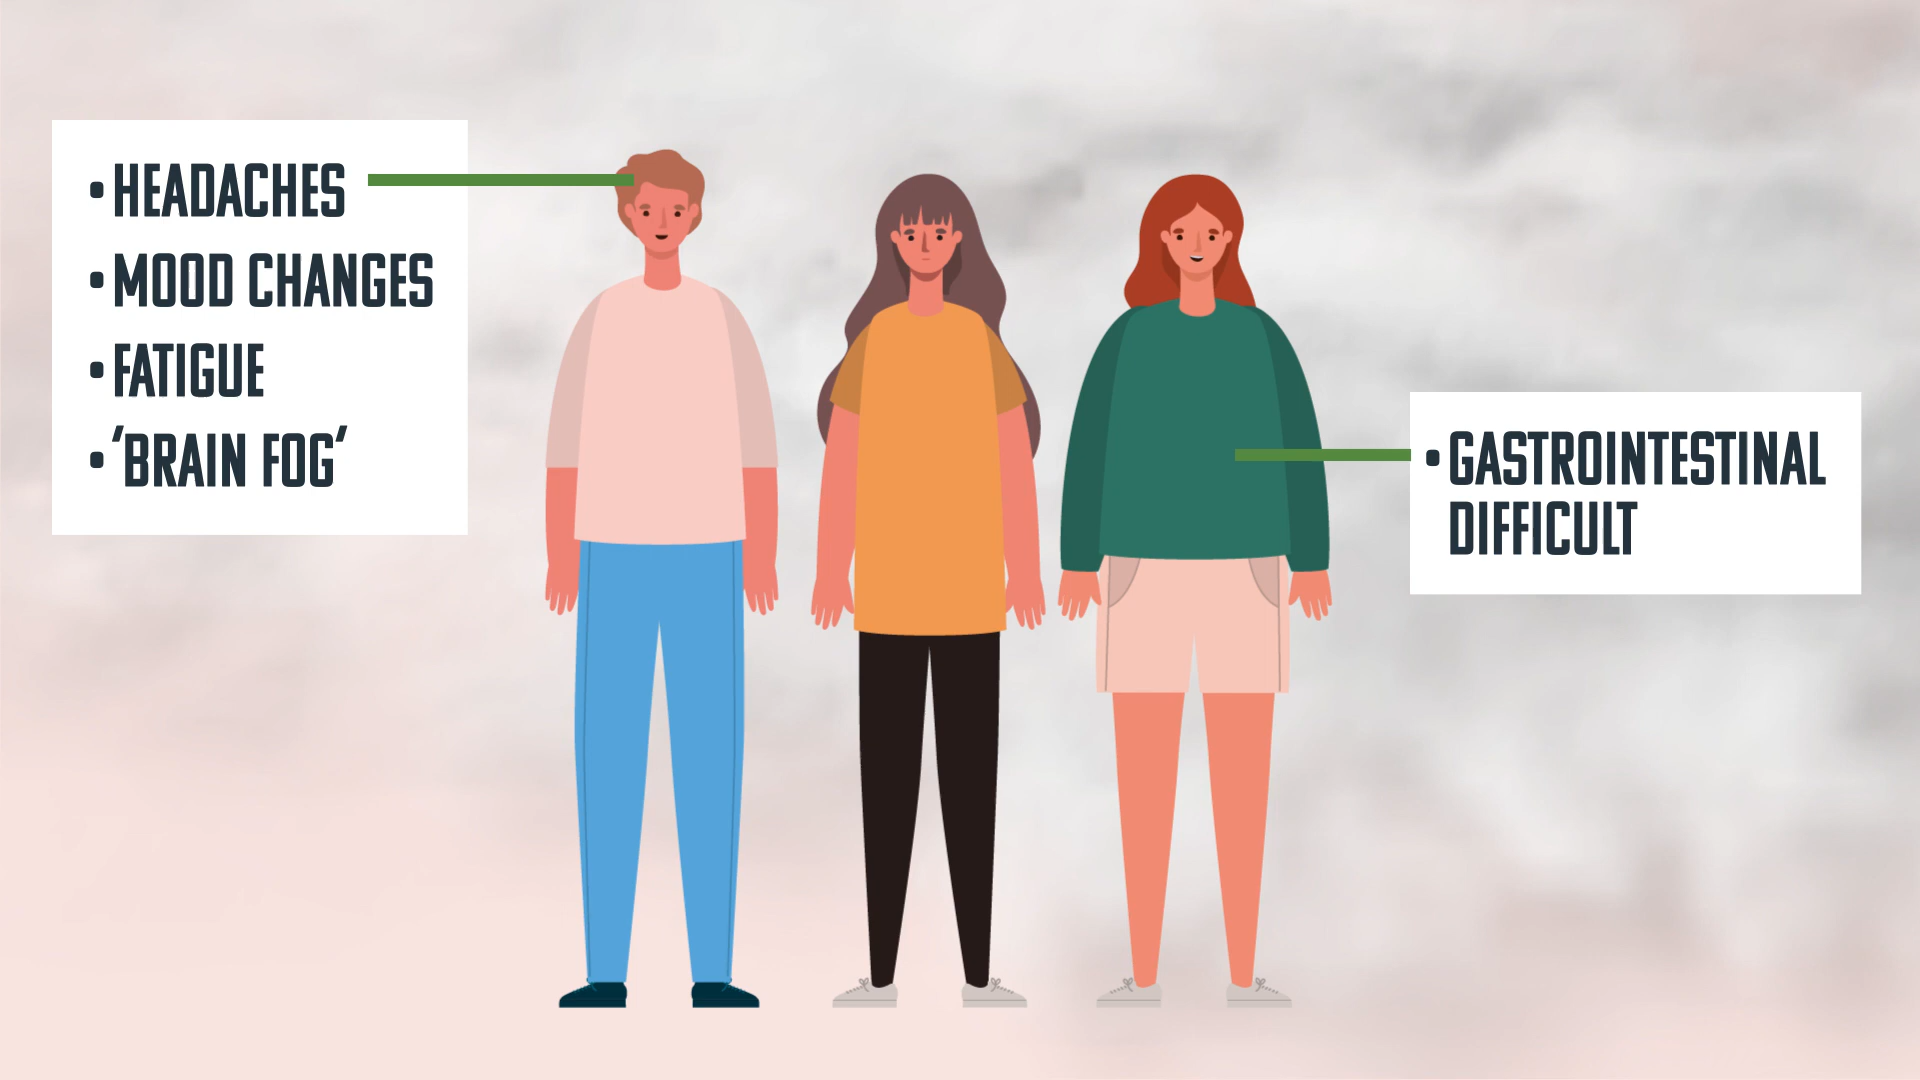 • HEADACHES
• MOOD CHANGES
• FATIGUE
• ‘BRAIN FOG’
• GASTROINTESTINAL
DIFFICULT